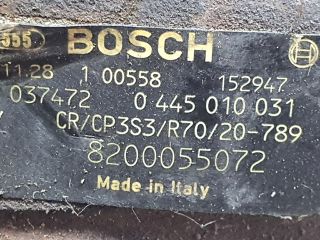 555 BOSCH
11.28 1 00558 152947
037472 0 445 010 031
CR/CP3S3/R70/20-789
8200055072
Made in Italy